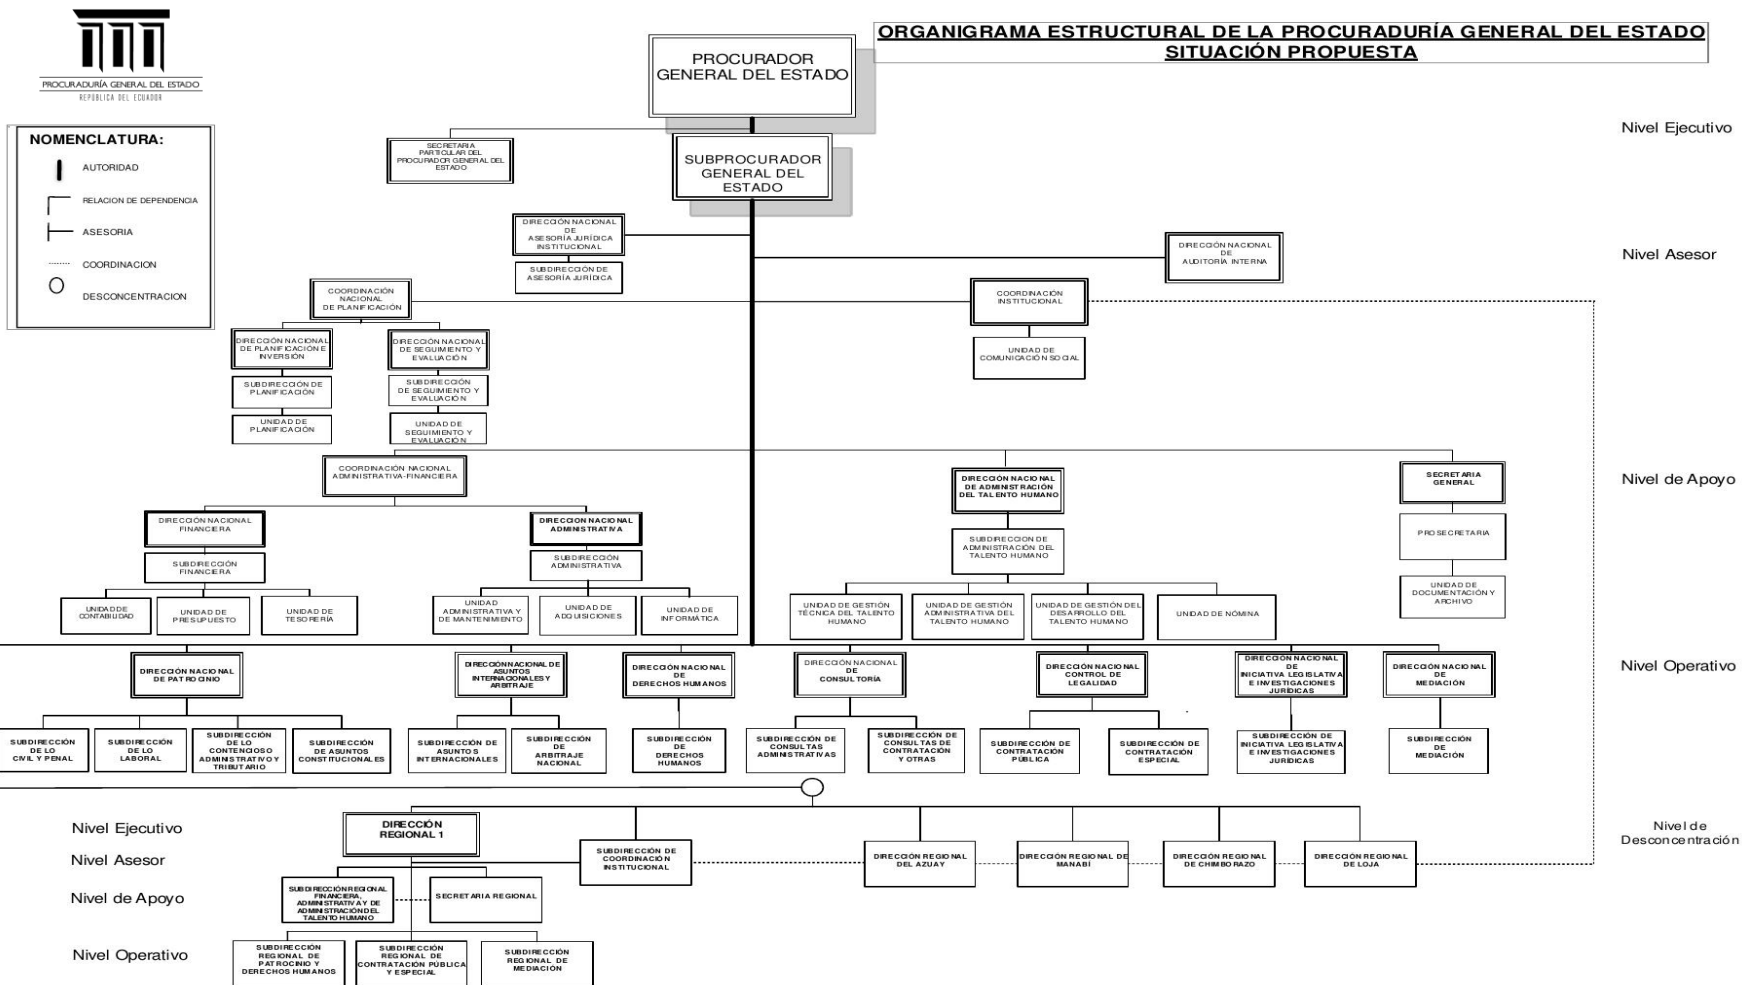 PROCURADURÍA GENERAL DEL ESTADO
REPÚBLICA DEL ECUADOR
ORGANIGRAMA ESTRUCTURAL DE LA PROCURADURÍA GENERAL DEL ESTADO
SITUACIÓN PROPUESTA
NOMENCLATURA:
AUTORIDAD
RELACION DE DEPENDENCIA
ASESORIA
COORDINACION
DESCONCENTRACION
PROCURADOR
GENERAL DEL ESTADO
Nivel Ejecutivo
SECRETARIA
PARTICULAR DEL
PROCURADOR GENERAL DEL
ESTADO
SUBPROCURADOR
GENERAL DEL
ESTADO
DIRECCIÓN NACIONAL
DE
ASESORÍA JURÍDICA
INSTITUCIONAL
SUBDIRECCIÓN DE
ASESORÍA JURÍDICA
DIRECCIÓN NACIONAL
DE
AUDITORÍA INTERNA
Nivel Asesor
COORDINACIÓN
NACIONAL
DE PLANIFICACIÓN
COORDINACIÓN
INSTITUCIONAL
UNIDAD DE
COMUNICACIÓN SOCIAL
DIRECCIÓN NACIONAL
DE PLANIFICACIÓN E
INVERSIÓN
DIRECCIÓN NACIONAL
DE SEGUIMIENTO Y
EVALUACIÓN
SUBDIRECCIÓN DE
PLANIFICACIÓN
SUBDIRECCIÓN
DE SEGUIMIENTO Y
EVALUACIÓN
UNIDAD DE
PLANIFICACIÓN
UNIDAD DE
SEGUIMIENTO Y
EVALUACIÓN
COORDINACIÓN NACIONAL
ADMINISTRATIVA-FINANCIERA
DIRECCIÓN NACIONAL
DE ADMINISTRACIÓN
DEL TALENTO HUMANO
SECRETARIA
GENERAL
Nivel de Apoyo
DIRECCIÓN NACIONAL
FINANCIERA
DIRECCION NACIONAL
ADMINISTRATIVA
SUBDIRECCION DE
ADMINISTRACIÓN DEL
TALENTO HUMANO
PROSECRETARIA
SUBDIRECCIÓN
FINANCIERA
SUBDIRECCIÓN
ADMINISTRATIVA
UNIDAD DE
CONTABILIDAD
UNIDAD DE
PRESUPUESTO
UNIDAD DE
TESORERÍA
UNIDAD
ADMINISTRATIVA Y
DE MANTENIMIENTO
UNIDAD DE
ADQUISICIONES
UNIDAD DE
INFORMÁTICA
UNIDAD DE GESTIÓN
TÉCNICA DEL TALENTO
HUMANO
UNIDAD DE GESTIÓN
ADMINISTRATIVA DEL
TALENTO HUMANO
UNIDAD DE GESTIÓN DEL
DESARROLLO DEL
TALENTO HUMANO
UNIDAD DE NÓMINA
UNIDAD DE
DOCUMENTACIÓN Y
ARCHIVO
DIRECCIÓN NACIONAL
DE PATROCINIO
DIRECCIÓN NACIONAL DE
ASUNTOS
INTERNACIONALES Y
ARBITRAJE
DIRECCIÓN NACIONAL
DE
DERECHOS HUMANOS
DIRECCIÓN NACIONAL
DE
CONSULTORÍA
DIRECCIÓN NACIONAL
CONTROL DE
LEGALIDAD
DIRECCIÓN NACIONAL
DE
INICIATIVA LEGISLATIVA
E INVESTIGACIONES
JURÍDICAS
DIRECCIÓN NACIONAL
DE
MEDIACIÓN
Nivel Operativo
SUBDIRECCIÓN
DE LO
CIVIL Y PENAL
SUBDIRECCIÓN
DE LO
LABORAL
SUBDIRECCIÓN
DE LO
CONTENCIOSO
ADMINISTRATIVO Y
TRIBUTARIO
SUBDIRECCIÓN
DE ASUNTOS
CONSTITUCIONALES
SUBDIRECCIÓN DE
ASUNTOS
INTERNACIONALES
SUBDIRECCIÓN
DE
ARBITRAJE
NACIONAL
SUBDIRECCIÓN
DE
DERECHOS
HUMANOS
SUBDIRECCIÓN DE
CONSULTAS
ADMINISTRATIVAS
SUBDIRECCIÓN DE
CONSULTAS DE
CONTRATACIÓN
Y OTRAS
SUBDIRECCIÓN DE
CONTRATACIÓN
PÚBLICA
SUBDIRECCIÓN DE
CONTRATACIÓN
ESPECIAL
SUBDIRECCIÓN DE
INICIATIVA LEGISLATIVA
E INVESTIGACIONES
JURÍDICAS
SUBDIRECCIÓN
DE
MEDIACIÓN
Nivel Ejecutivo
DIRECCIÓN
REGIONAL 1
Nivel de
Desconcentración
Nivel Asesor
SUBDIRECCIÓN DE
COORDINACIÓN
INSTITUCIONAL
DIRECCIÓN REGIONAL
DEL AZUAY
DIRECCIÓN REGIONAL DE
MANABÍ
DIRECCIÓN REGIONAL
DE CHIMBORAZO
DIRECCIÓN REGIONAL
DE LOJA
Nivel de Apoyo
SUBDIRECCIÓN REGIONAL
FINANCIERA,
ADMINISTRATIVA Y DE
ADMINISTRACIÓN DEL
TALENTO HUMANO
SECRETARIA REGIONAL
Nivel Operativo
SUBDIRECCIÓN
REGIONAL DE
PATROCINIO Y
DERECHOS HUMANOS
SUBDIRECCIÓN
REGIONAL DE
CONTRATACIÓN PÚBLICA
Y ESPECIAL
SUBDIRECCIÓN
REGIONAL DE
MEDIACIÓN